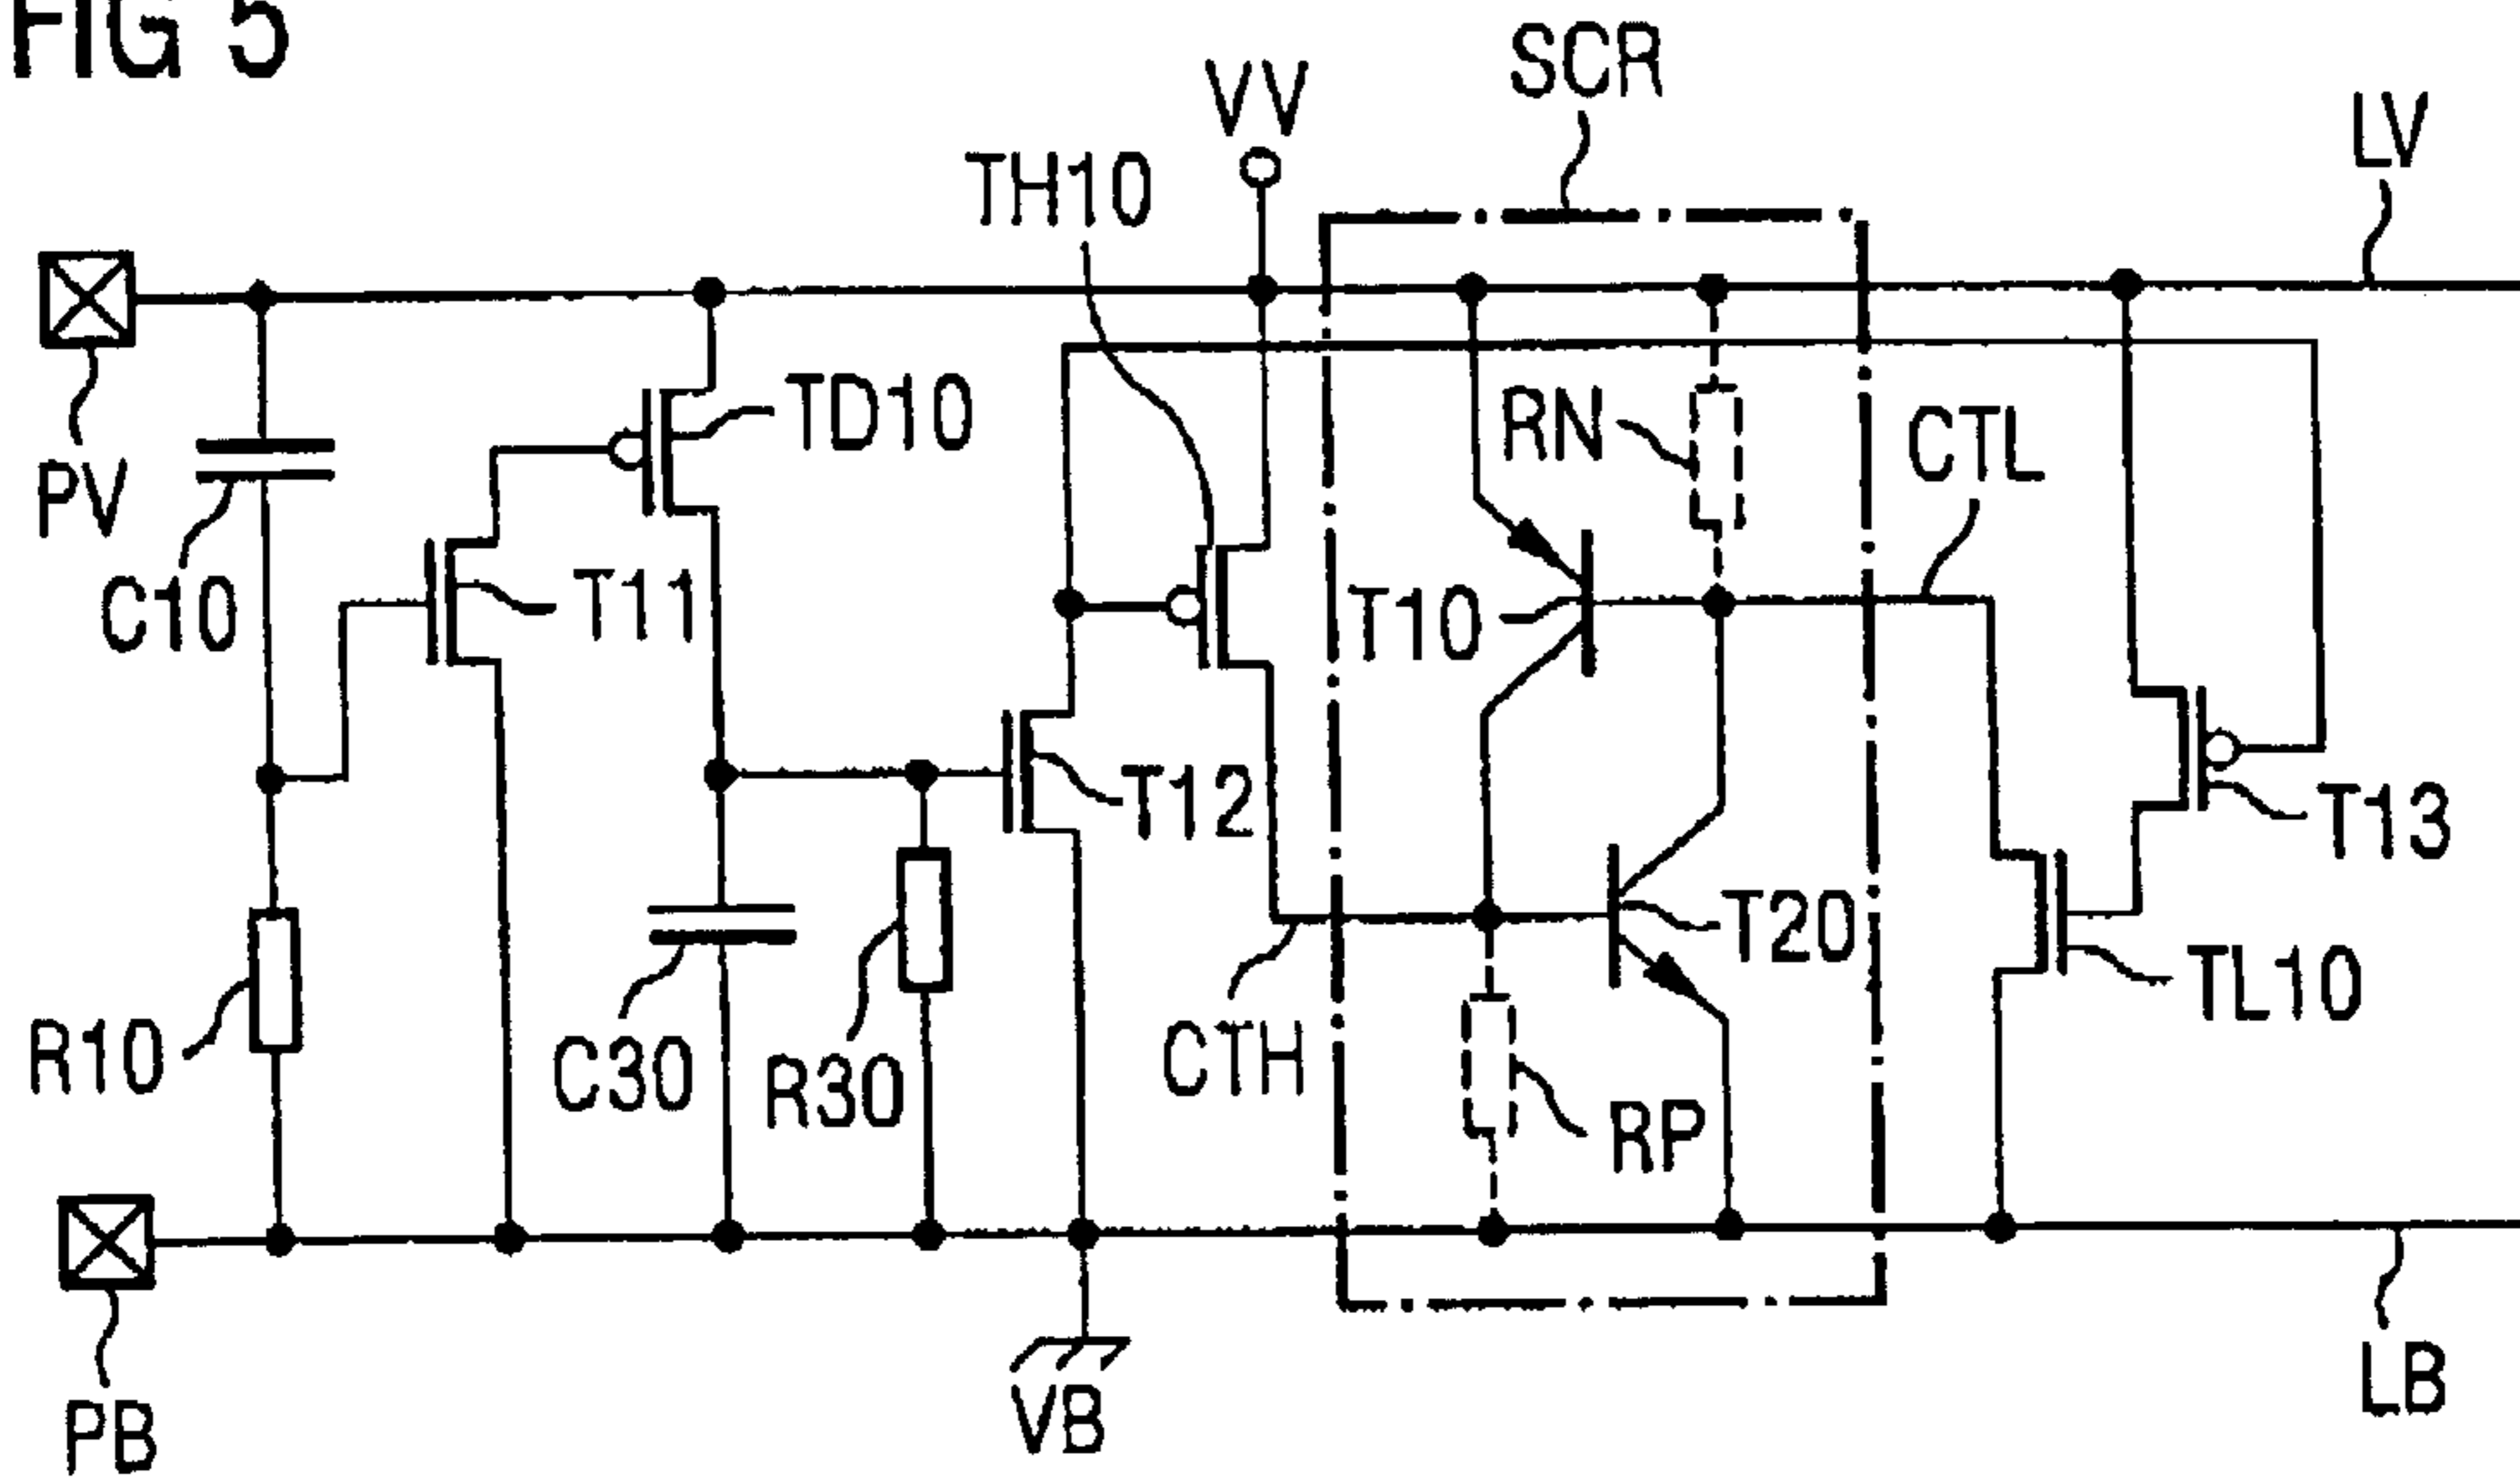 FIG 5
SCR
VV
LV
TH10
TD10
RN
CTL
PV
C10
T11
T10
T12
T13
T20
TL10
R10
C30
R30
CTH
RP
VB
LB
PB